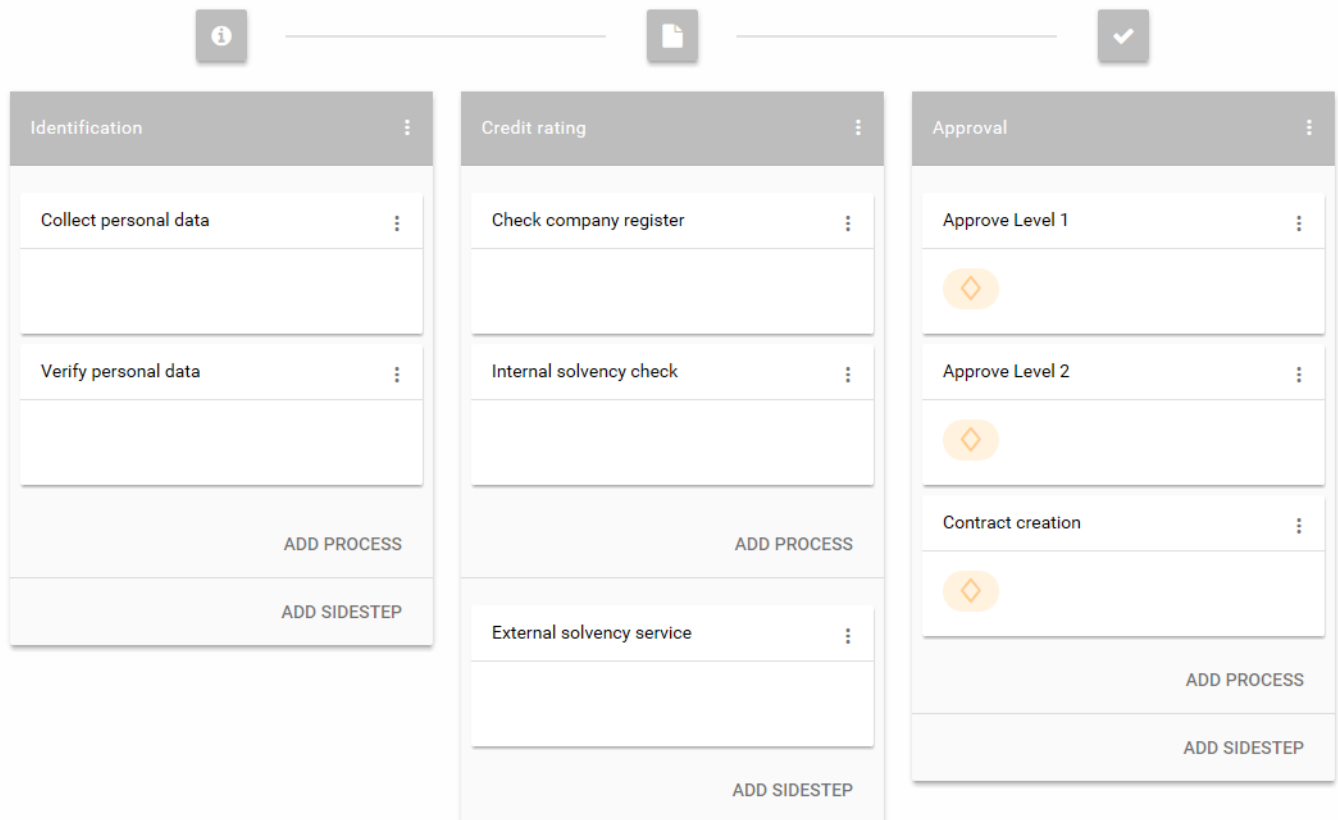 Identification
Collect personal data
Verify personal data
ADD PROCESS
ADD SIDESTEP
Credit rating
Check company register
Internal solvency check
ADD PROCESS
External solvency service
ADD SIDESTEP
Approval
Approve Level 1
Approve Level 2
Contract creation
ADD PROCESS
ADD SIDESTEP